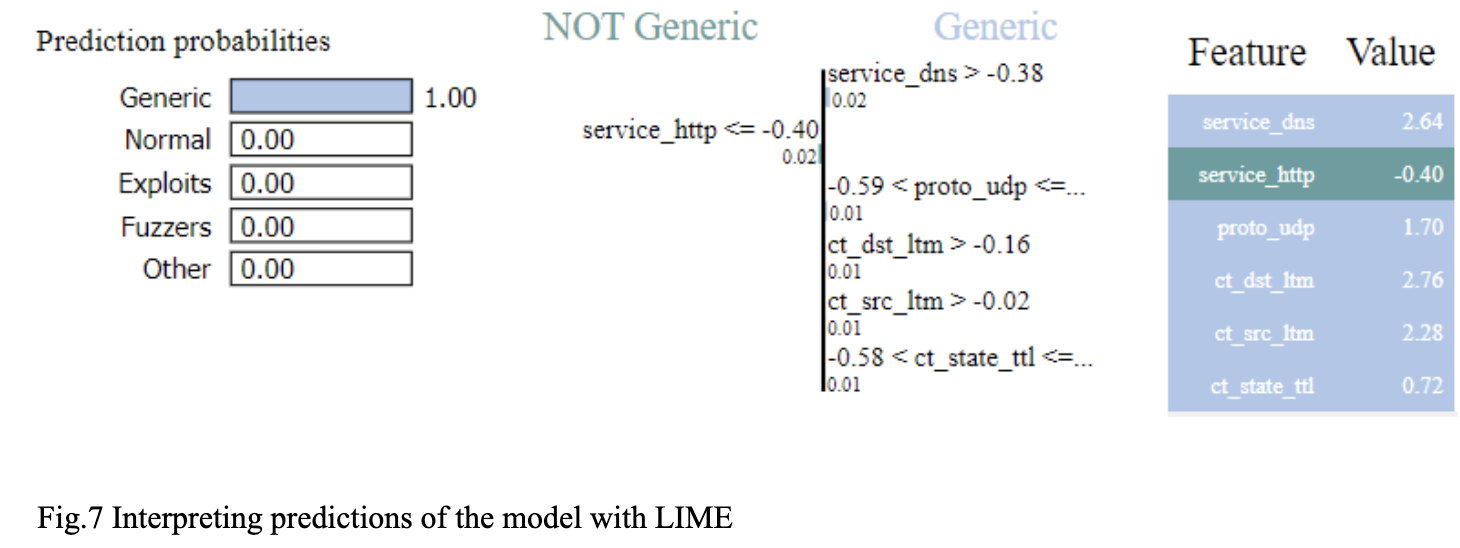 Prediction probabilities
Generic 1.00
Normal 0.00
Exploits 0.00
Fuzzers 0.00
Other 0.00
NOT Generic Generic
service_dns > -0.38
0.02
service_http <= -0.40
0.02
-0.59 < proto_udp <=...
0.01
ct_dst_ltm > -0.16
0.01
ct_src_ltm > -0.02
0.01
-0.58 < ct_state_ttl <=...
0.01
Feature Value
service_dns 2.64
service_http -0.40
proto_udp 1.70
ct_dst_ltm 2.76
ct_src_ltm 2.28
ct_state_ttl 0.72
Fig.7 Interpreting predictions of the model with LIME